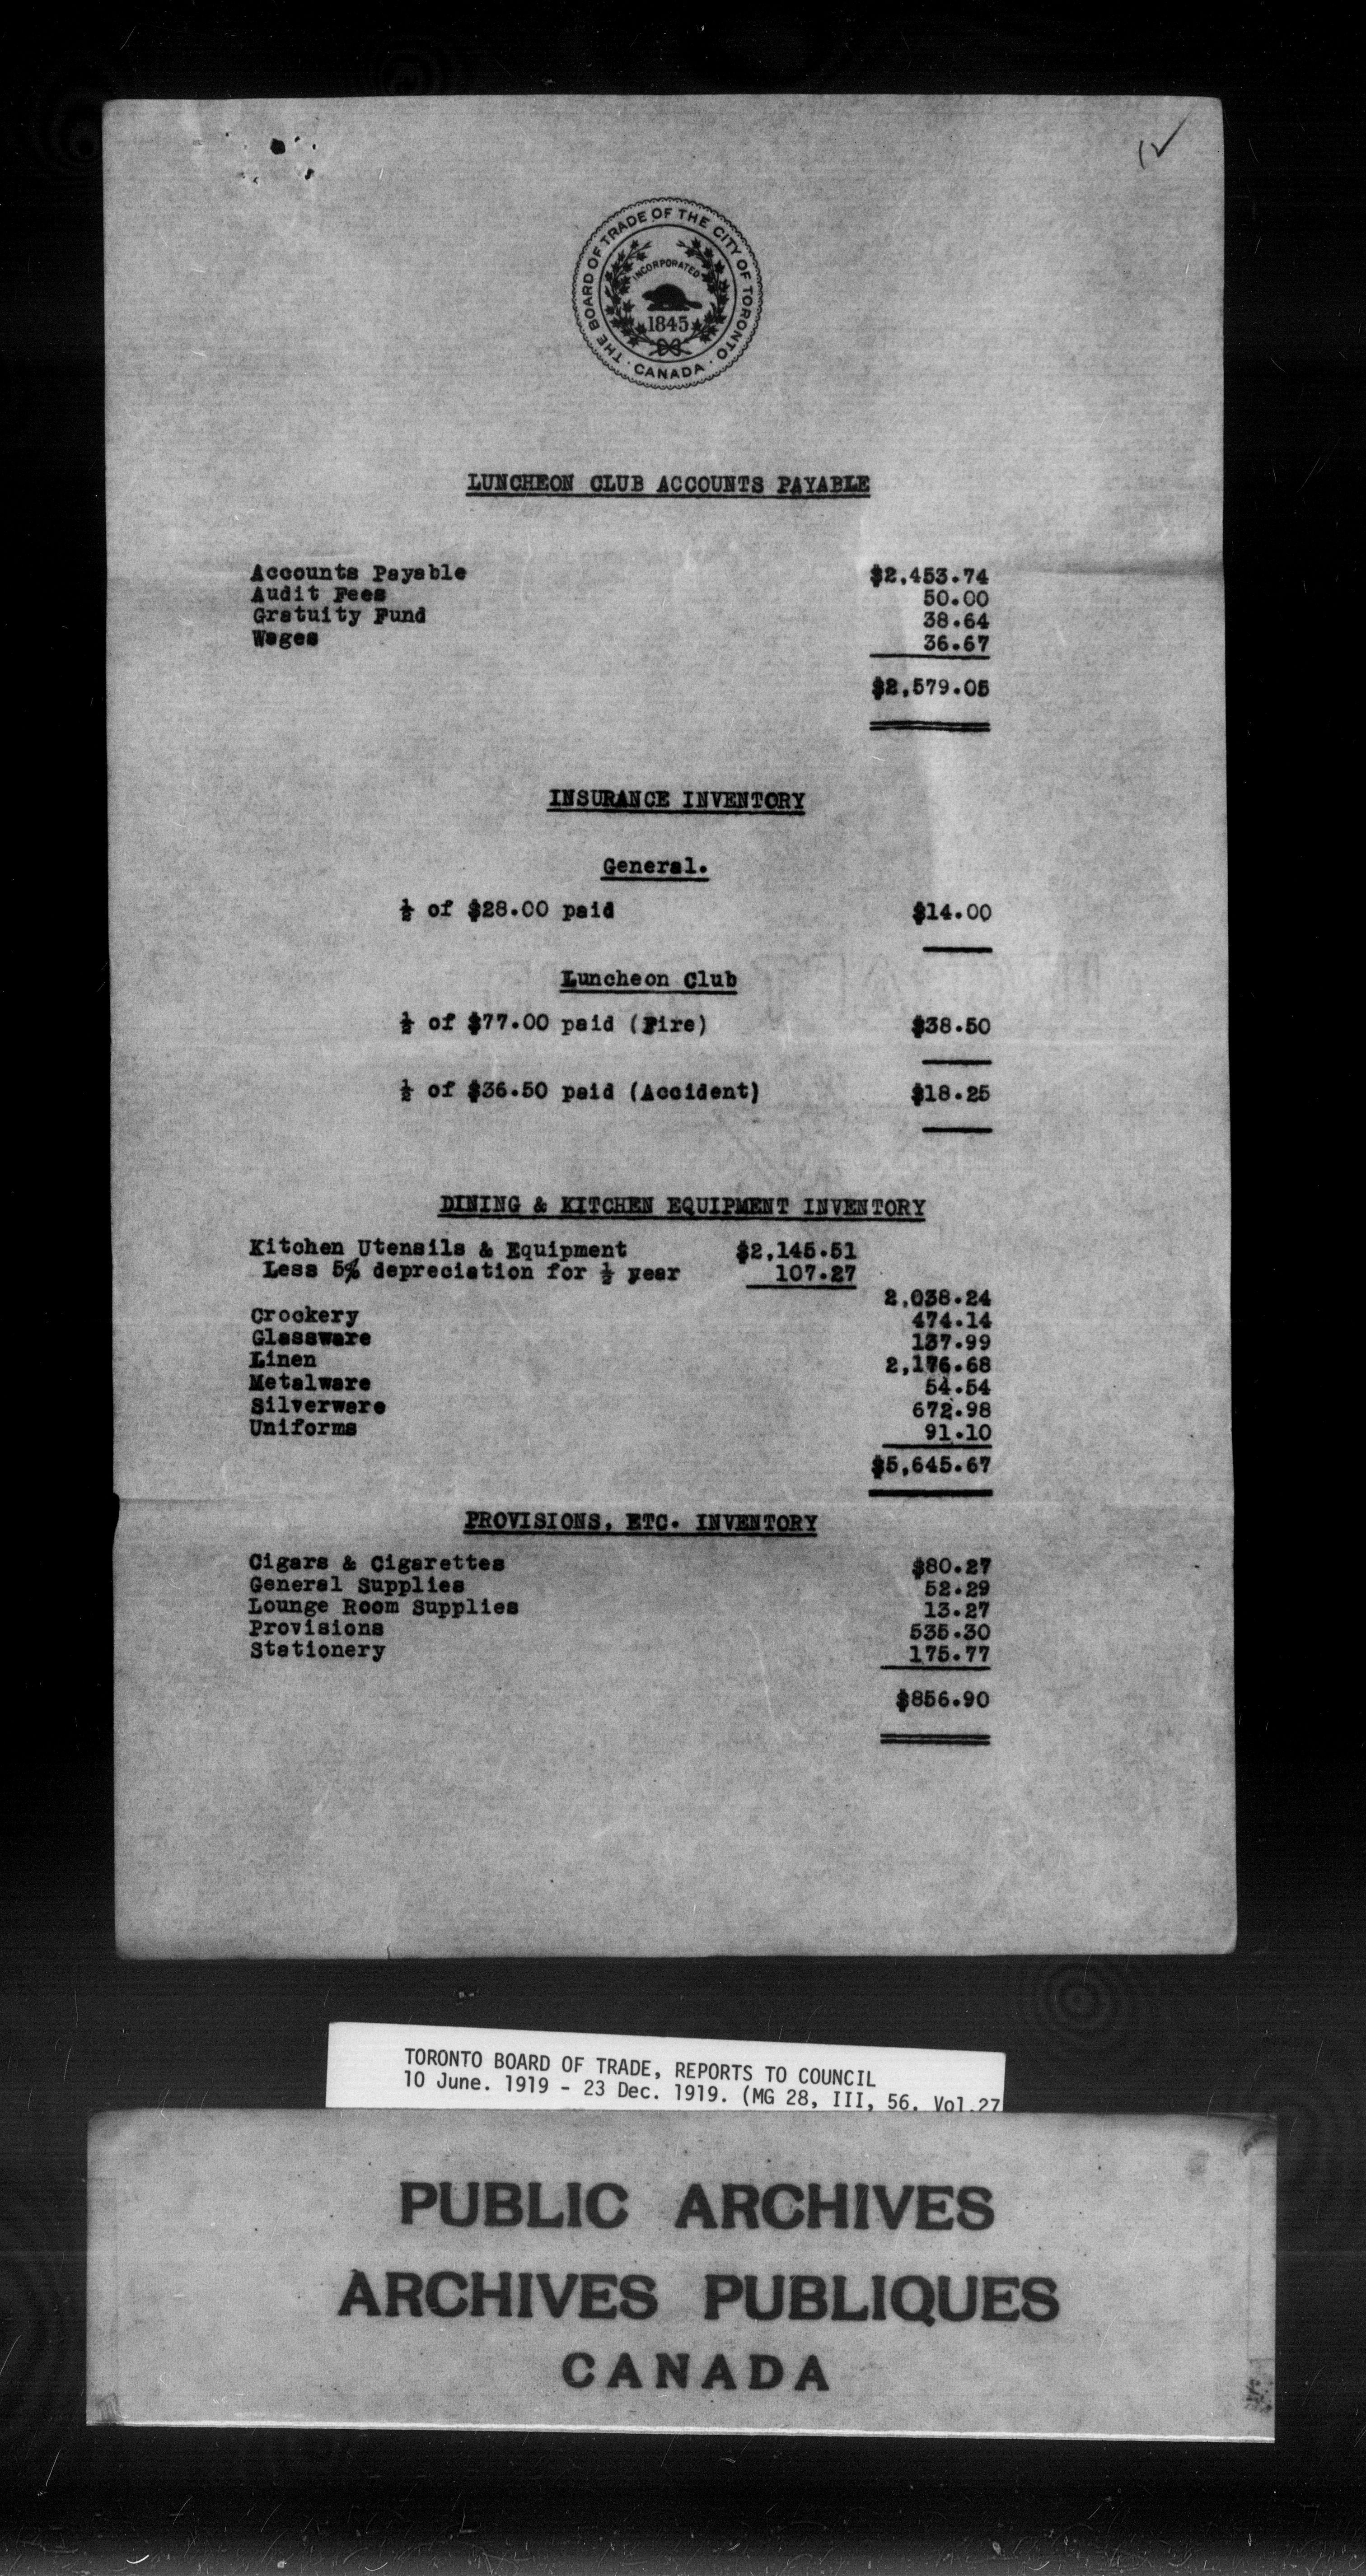 12
THE BOARD OF TRADE OF THE CITY OF TORONTO
· CANADA ·
INCORPORATED
1845
LUNCHEON CLUB ACCOUNTS PAYABLE
Accounts Payable $2,453.74
Audit Fees 50.00
Gratuity Fund 38.64
Wages 36.67
$2,579.05
INSURANCE INVENTORY
General.
½ of $28.00 paid $14.00
Luncheon Club
½ of $77.00 paid (Fire) $38.50
½ of $36.50 paid (Accident) $18.25
DINING & KITCHEN EQUIPMENT INVENTORY
Kitchen Utensils & Equipment $2,145.51
Less 5% depreciation for ½ year 107.27
2,038.24
Crockery 474.14
Glassware 137.99
Linen 2,176.68
Metalware 54.54
Silverware 672.98
Uniforms 91.10
$5,645.67
PROVISIONS, ETC. INVENTORY
Cigars & Cigarettes $80.27
General Supplies 52.29
Lounge Room Supplies 13.27
Provisions 535.30
Stationery 175.77
$856.90
TORONTO BOARD OF TRADE, REPORTS TO COUNCIL
10 June. 1919 - 23 Dec. 1919. (MG 28, III, 56, Vol.27
PUBLIC ARCHIVES
ARCHIVES PUBLIQUES
CANADA